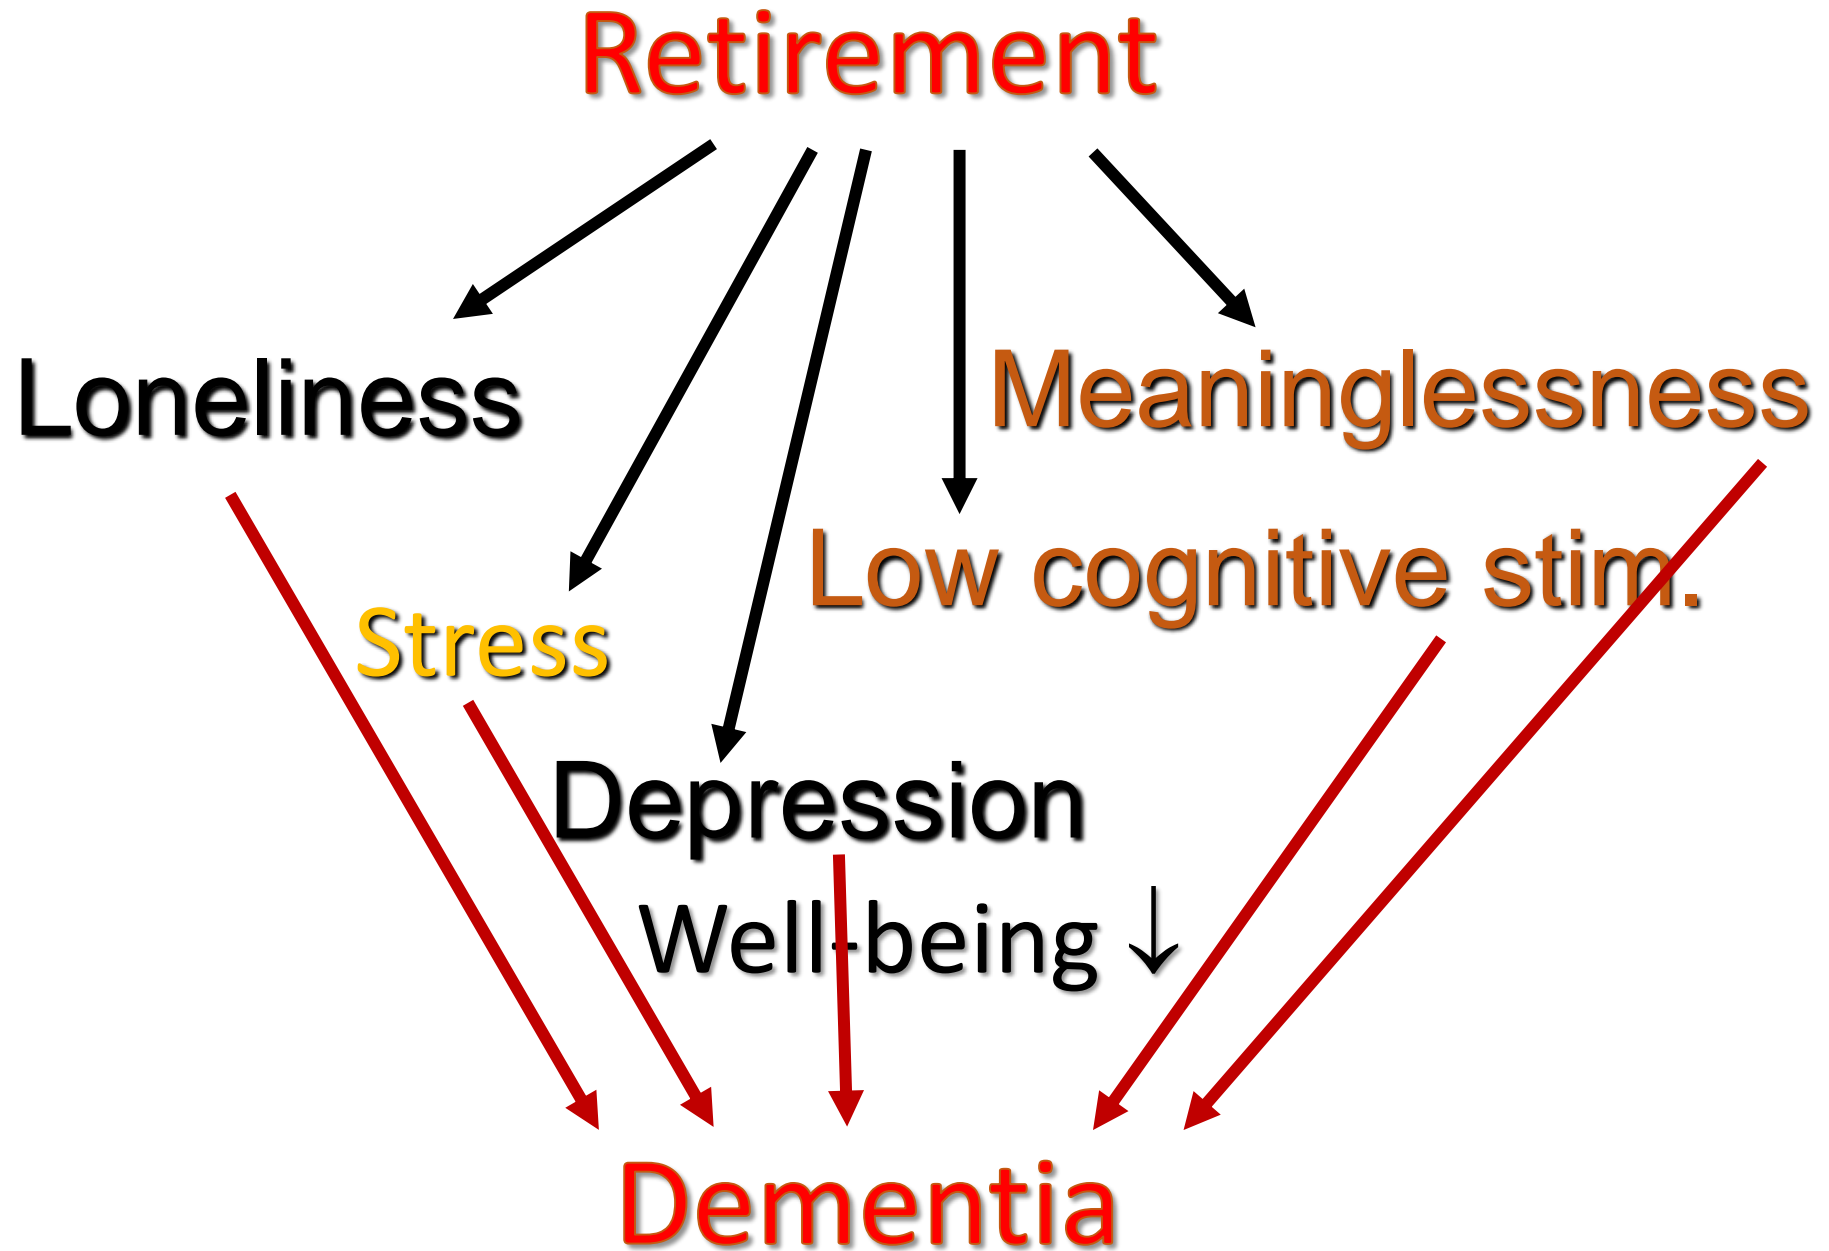 Retirement
Loneliness
Meaninglessness
Low cognitive stim.
Stress
Depression
Well-being ↓
Dementia